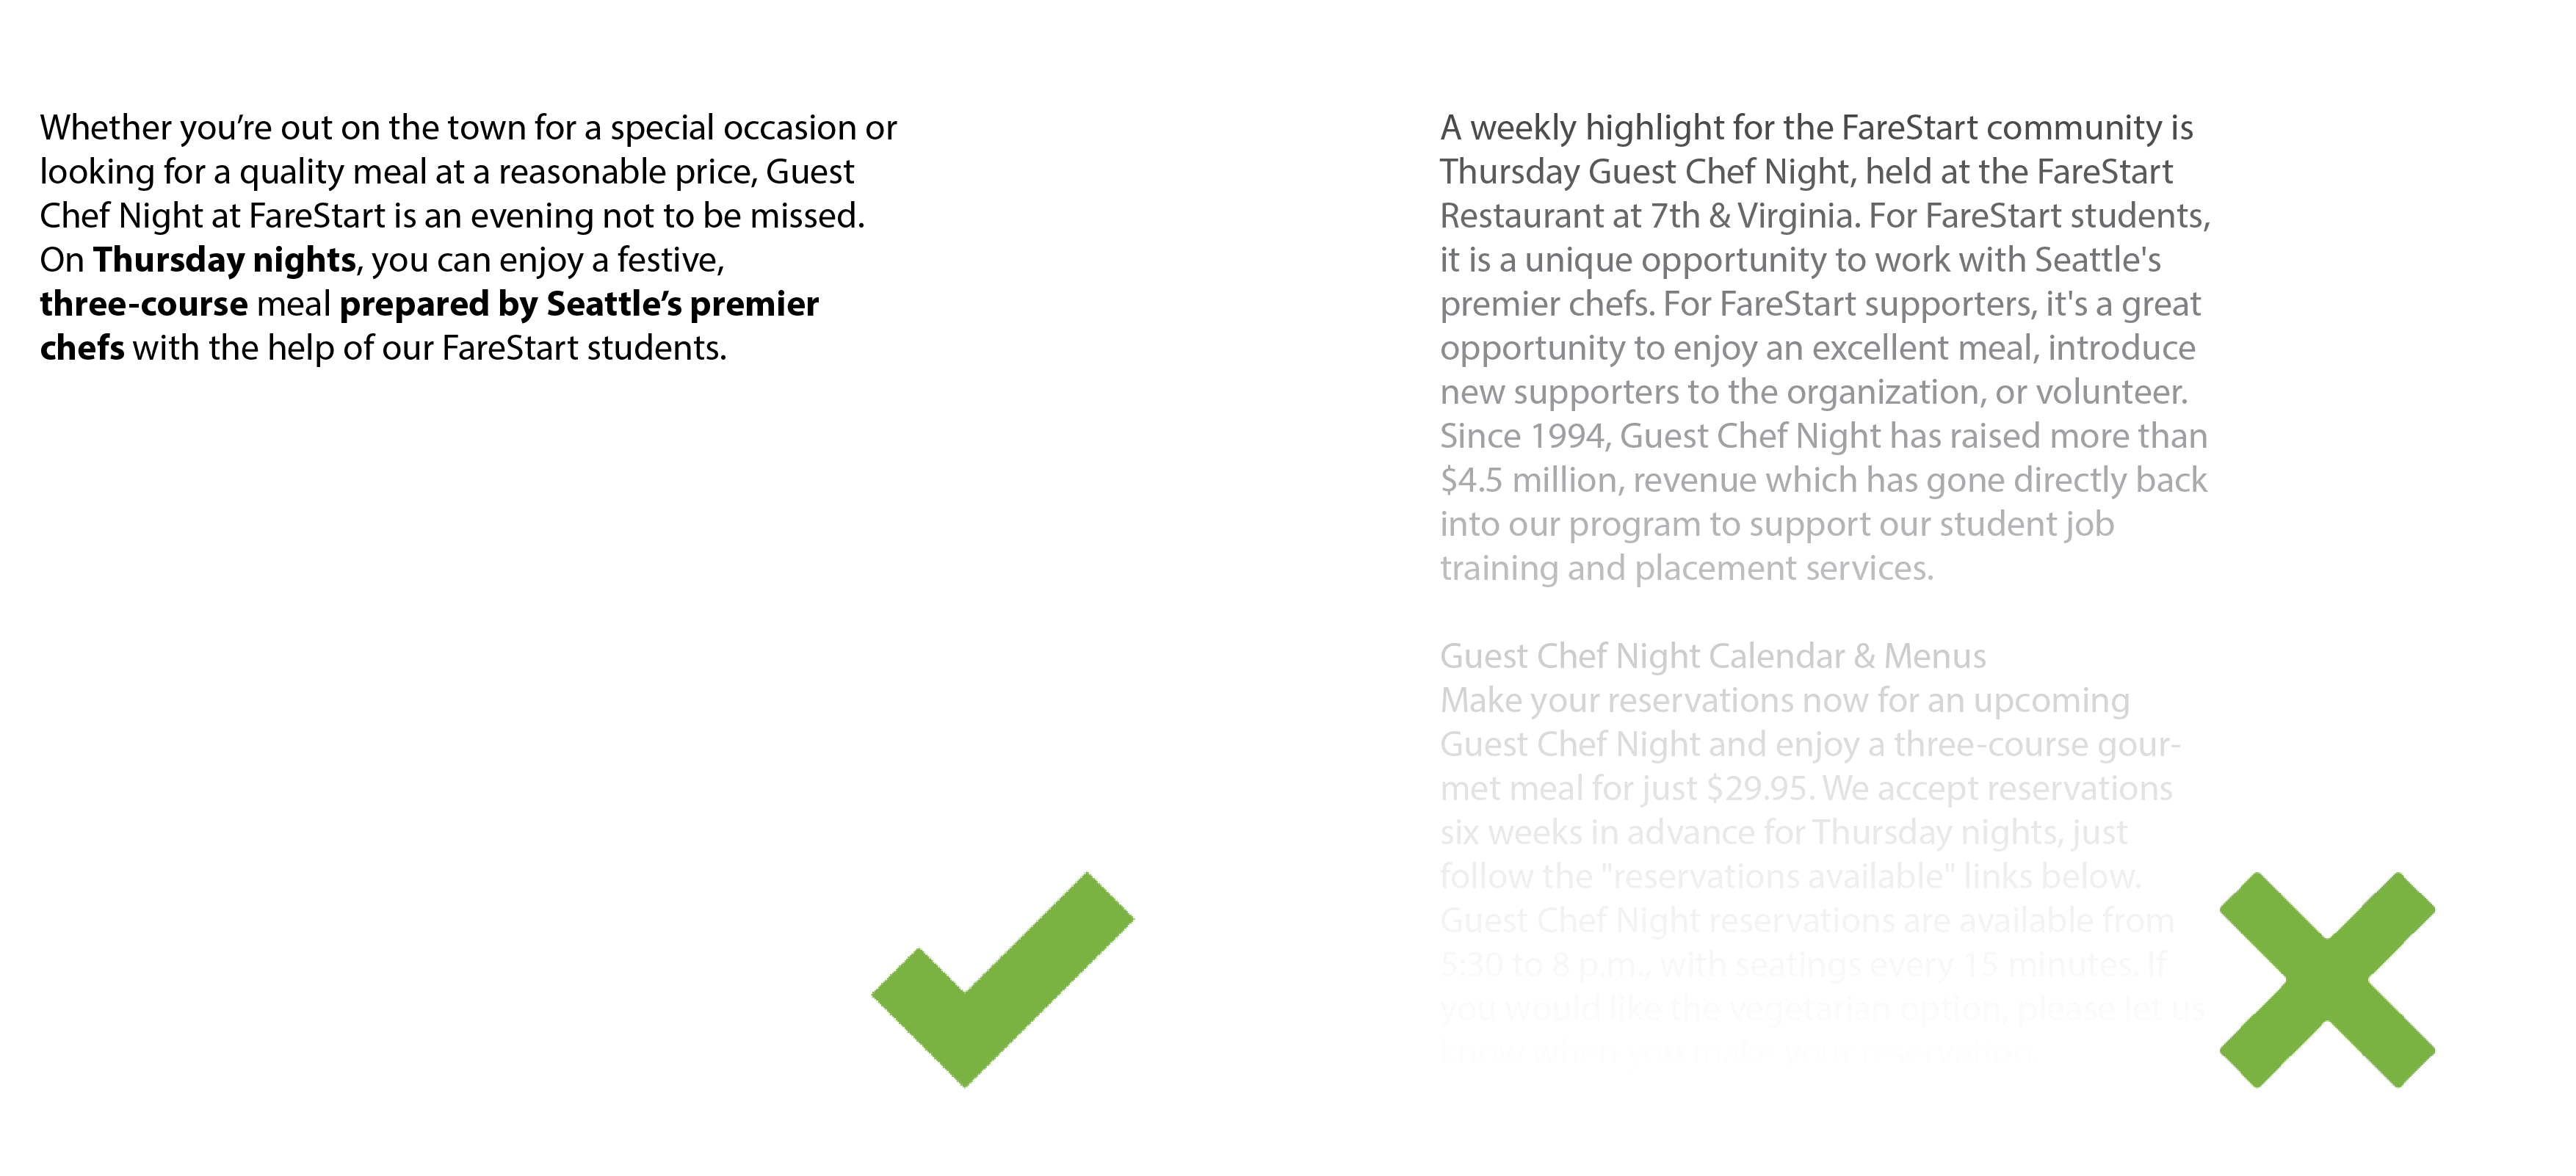 Whether you’re out on the town for a special occasion or
looking for a quality meal at a reasonable price, Guest
Chef Night at FareStart is an evening not to be missed.
On Thursday nights, you can enjoy a festive,
three-course meal prepared by Seattle’s premier
chefs with the help of our FareStart students.
A weekly highlight for the FareStart community is
Thursday Guest Chef Night, held at the FareStart
Restaurant at 7th & Virginia. For FareStart students,
it is a unique opportunity to work with Seattle's
premier chefs. For FareStart supporters, it's a great
opportunity to enjoy an excellent meal, introduce
new supporters to the organization, or volunteer.
Since 1994, Guest Chef Night has raised more than
$4.5 million, revenue which has gone directly back
into our program to support our student job
training and placement services.
Guest Chef Night Calendar & Menus
Make your reservations now for an upcoming
Guest Chef Night and enjoy a three-course gour-
met meal for just $29.95. We accept reservations
six weeks in advance for Thursday nights, just
follow the "reservations available" links below.
Guest Chef Night reservations are available from
5:30 to 8 p.m., with seatings every 15 minutes. If
you would like the vegetarian option, please let us
know when you make your reservation